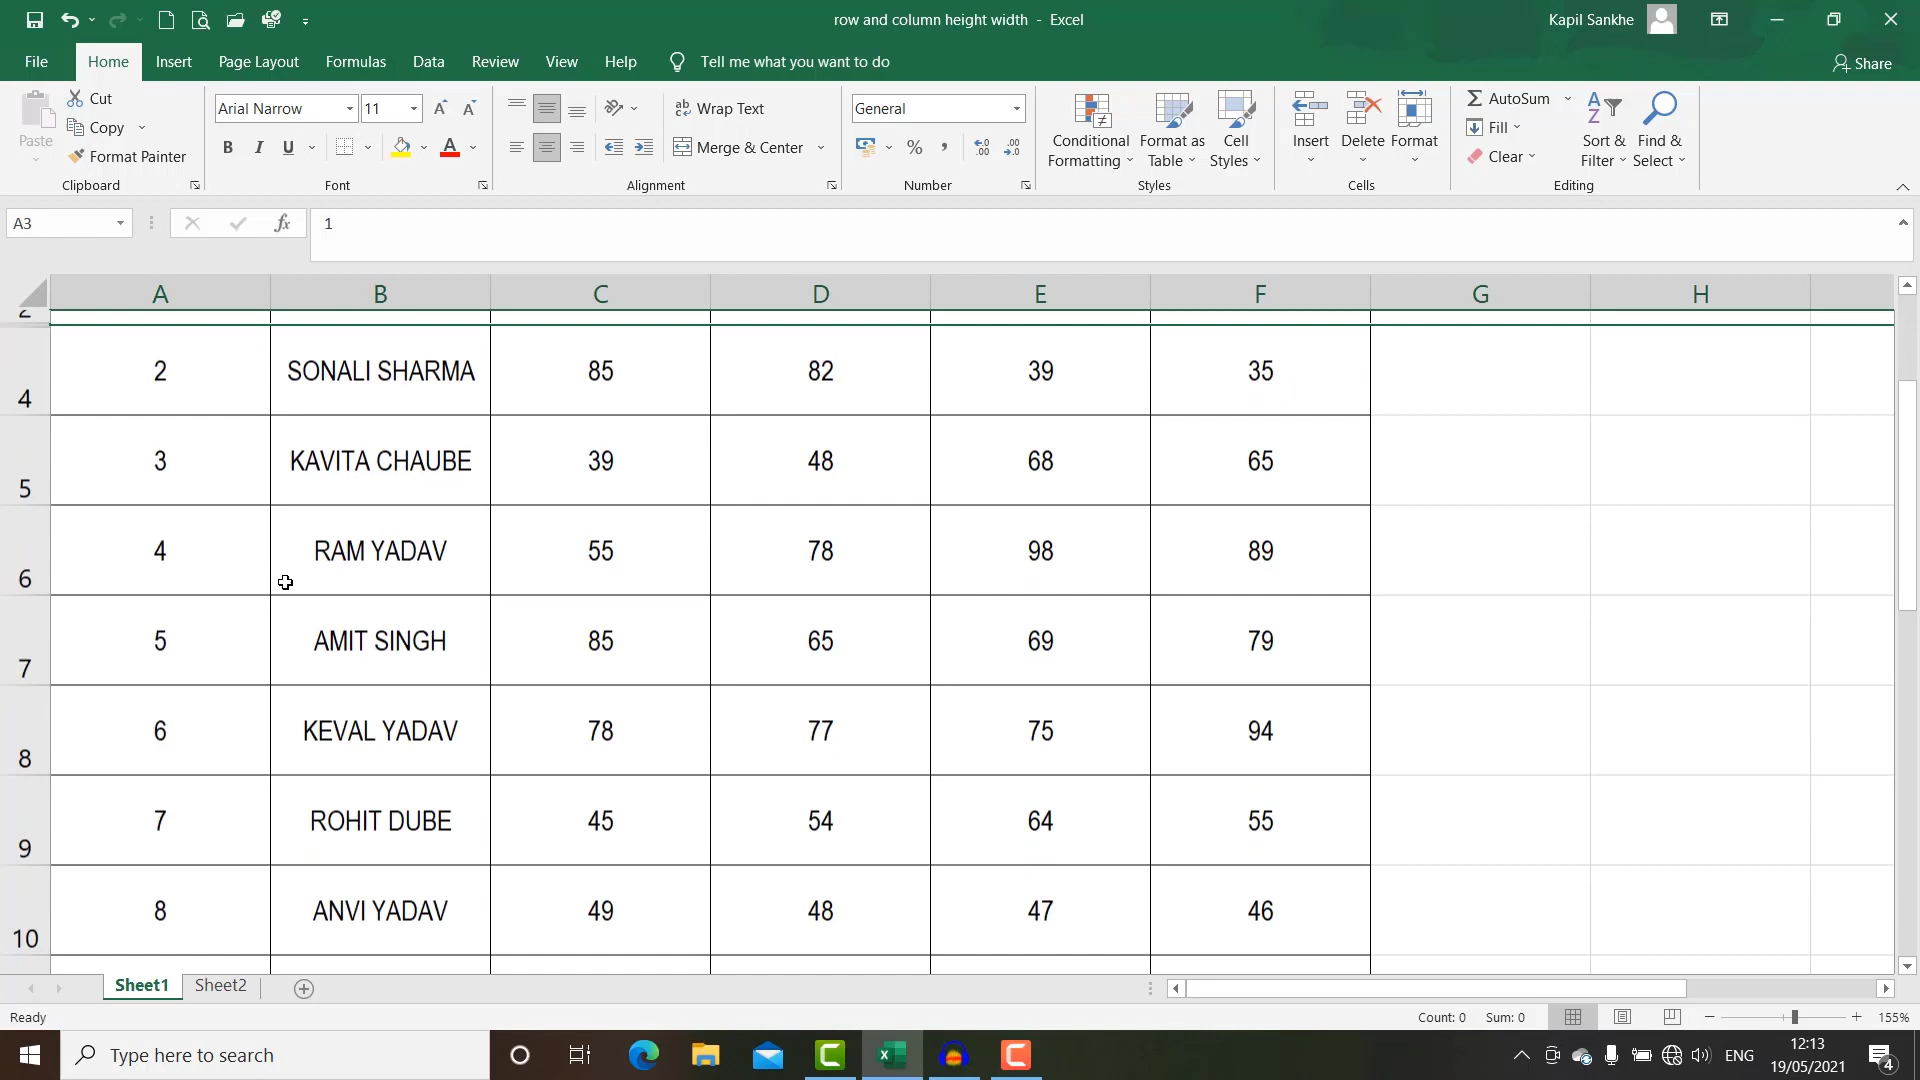 row and column height width - Excel
Kapil Sankhe
File Home Insert Page Layout Formulas Data Review View Help Tell me what you want to do Share
Paste
Cut
Copy
Format Painter
Clipboard
Arial Narrow 11
B I U A
Font
ab Wrap Text
Merge & Center
Alignment
General
% ,
Number
Conditional Formatting
Format as Table
Cell Styles
Styles
Insert Delete Format
Cells
AutoSum
Fill
Clear
Sort & Filter
Find & Select
Editing
A3 fx 1
A B C D E F G H
2
4 2 SONALI SHARMA 85 82 39 35
5 3 KAVITA CHAUBE 39 48 68 65
6 4 RAM YADAV 55 78 98 89
7 5 AMIT SINGH 85 65 69 79
8 6 KEVAL YADAV 78 77 75 94
9 7 ROHIT DUBE 45 54 64 55
10 8 ANVI YADAV 49 48 47 46
Sheet1 Sheet2
Ready Count: 0 Sum: 0 155%
Type here to search ENG 12:13
19/05/2021 4